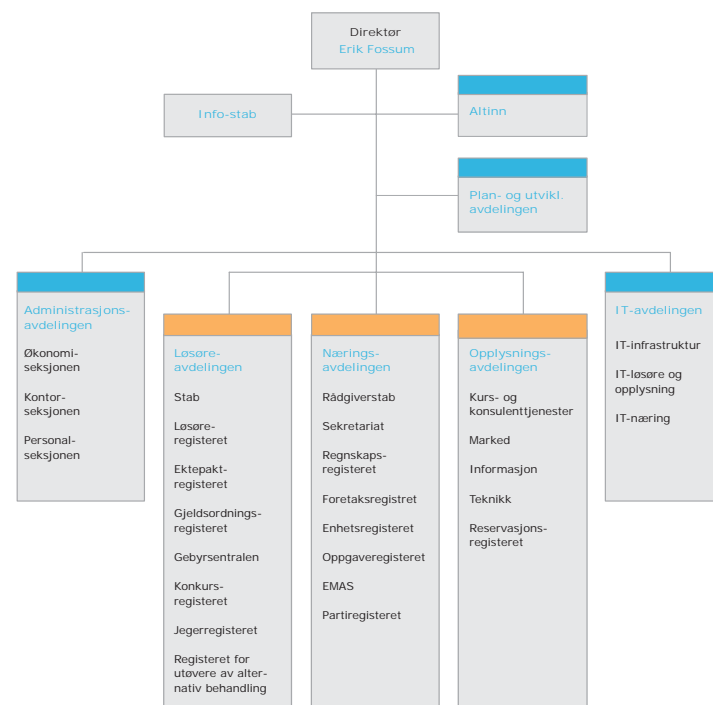 Direktør
Erik Fossum
Info-stab
Altinn
Plan- og utvikl.
avdelingen
Administrasjons-
avdelingen
Økonomi-
seksjonen
Kontor-
seksjonen
Personal-
seksjonen
Løsøre-
avdelingen
Stab
Løsøre-
registeret
Ektepakt-
registeret
Gjeldsordnings-
registeret
Gebyrsentralen
Konkurs-
registeret
Jegerregisteret
Registeret for
utøvere av alter-
nativ behandling
Nærings-
avdelingen
Rådgiverstab
Sekretariat
Regnskaps-
registeret
Foretaksregistret
Enhetsregisteret
Oppgaveregisteret
EMAS
Partiregisteret
Opplysnings-
avdelingen
Kurs- og
konsulenttjenester
Marked
Informasjon
Teknikk
Reservasjons-
registeret
IT-avdelingen
IT-infrastruktur
IT-løsøre og
opplysning
IT-næring